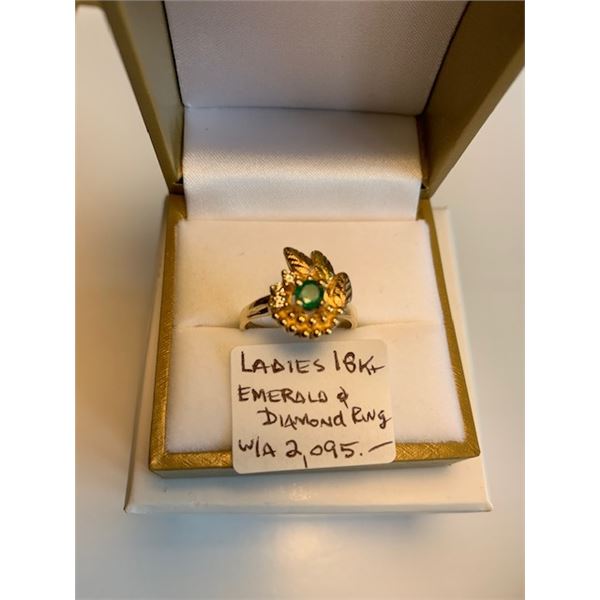 LADIES 18Kt
EMERALD &
DIAMOND RING
W/A 2,095.—